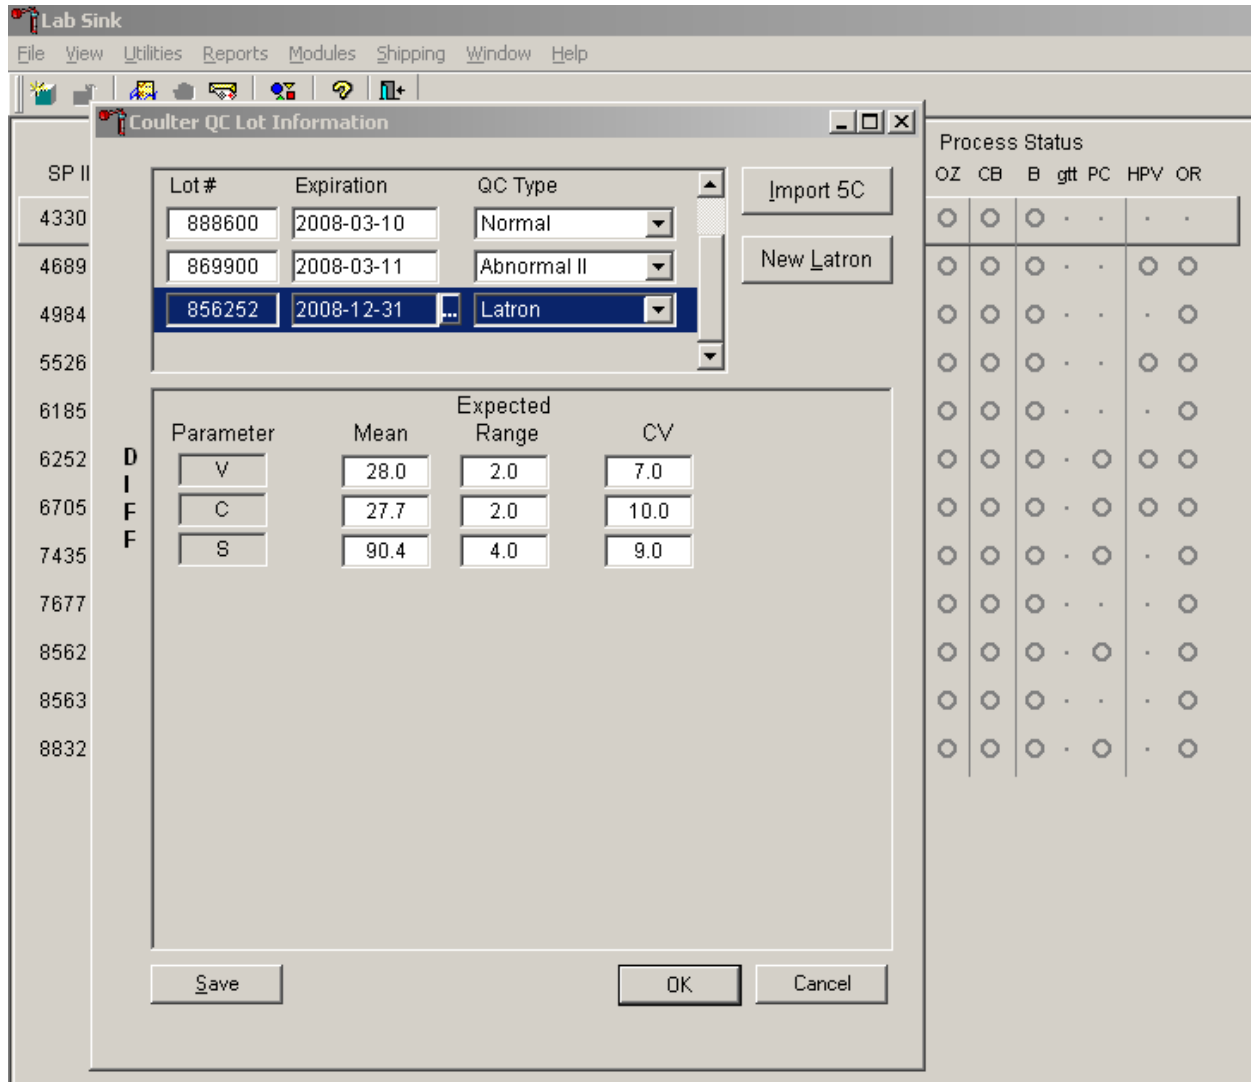 Lab Sink
File View Utilities Reports Modules Shipping Window Help
Coulter QC Lot Information
Lot # Expiration QC Type
888600 2008-03-10 Normal
869900 2008-03-11 Abnormal II
856252 2008-12-31 ... Latron
Import 5C
New Latron
Expected
Parameter Mean Range CV
V 28.0 2.0 7.0
C 27.7 2.0 10.0
S 90.4 4.0 9.0
DIFF
Save OK Cancel
Process Status
OZ CB B gtt PC HPV OR
4330
4689
4984
5526
6185
6252
6705
7435
7677
8562
8563
8832